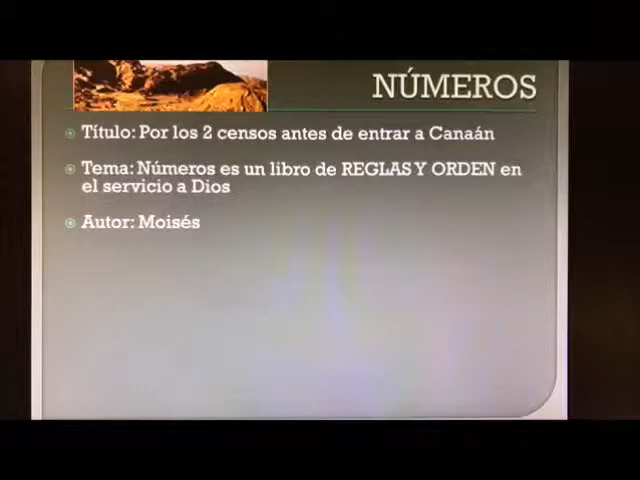 NÚMEROS
Título: Por los 2 censos antes de entrar a Canaán
Tema: Números es un libro de REGLAS Y ORDEN en
el servicio a Dios
Autor: Moisés